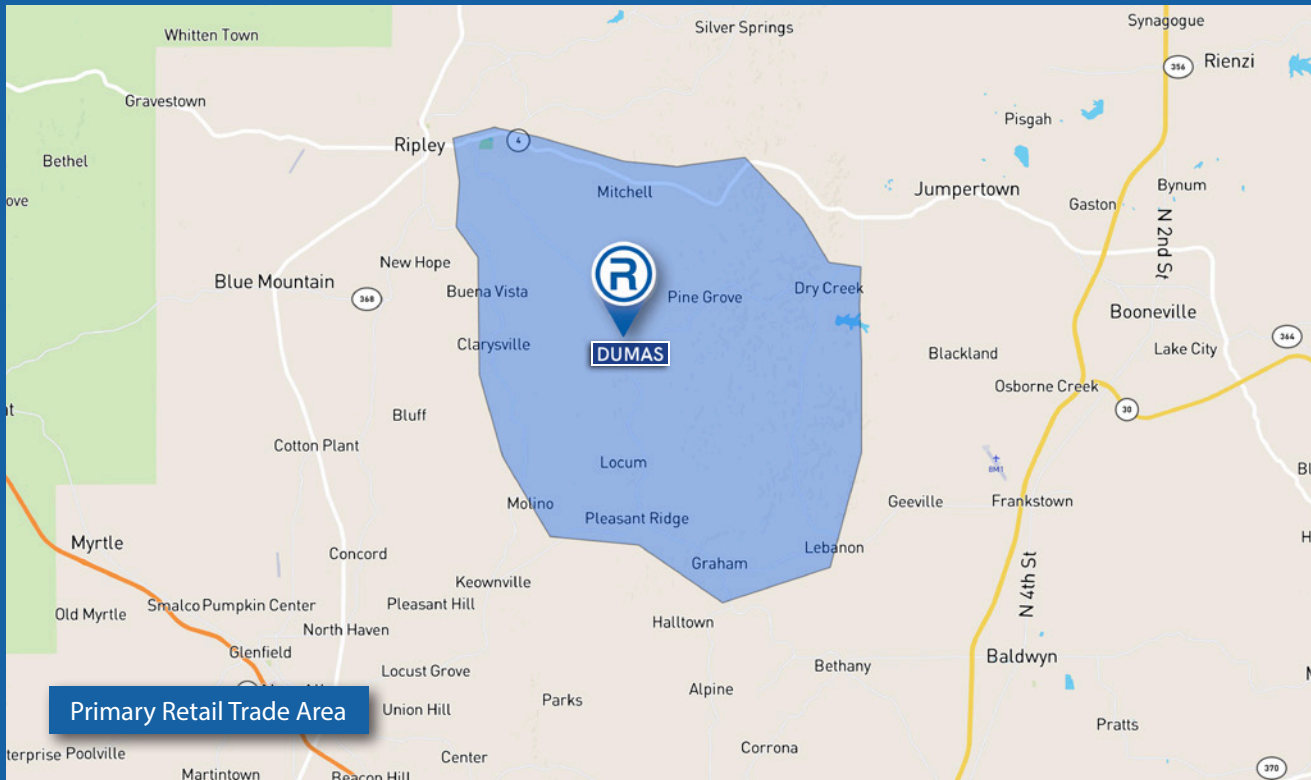 Synagogue
Silver Springs
Whitten Town
356
Rienzi
Gravestown
Pisgah
4
Ripley
Bethel
Mitchell
Jumpertown
Bynum
ove
Gaston
N 2nd St
New Hope
R
Blue Mountain
Buena Vista
Pine Grove
Dry Creek
368
Booneville
364
Clarysville
DUMAS
Blackland
Lake City
Osborne Creek
Bluff
30
Cotton Plant
Locum
BM1
Molino
Geeville
Frankstown
Pleasant Ridge
Myrtle
Concord
Lebanon
Graham
Keownville
N 4th St
Old Myrtle
Smalco
Pumpkin Center
Pleasant Hill
North Haven
Halltown
Glenfield
Baldwyn
Locust Grove
Bethany
Alpine
Parks
Union Hill
Primary Retail Trade Area
Pratts
Corrona
terprise
Poolville
Center
370
Martintown
Beacon Hill